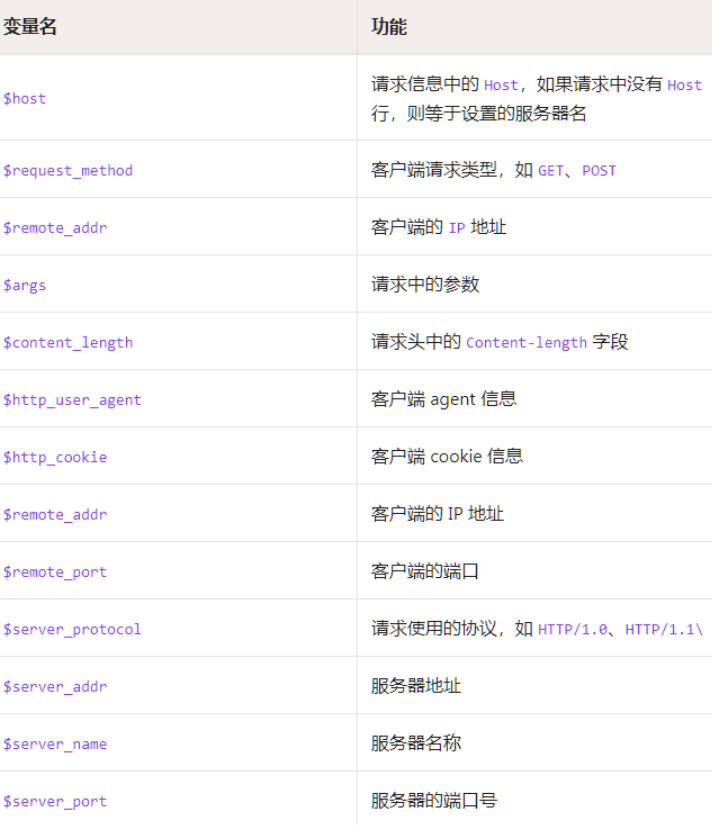 变量名 功能
$host 请求信息中的 Host，如果请求中没有 Host
行，则等于设置的服务器名
$request_method 客户端请求类型，如 GET、POST
$remote_addr 客户端的 IP 地址
$args 请求中的参数
$content_length 请求头中的 Content-length 字段
$http_user_agent 客户端 agent 信息
$http_cookie 客户端 cookie 信息
$remote_addr 客户端的 IP 地址
$remote_port 客户端的端口
$server_protocol 请求使用的协议，如 HTTP/1.0、HTTP/1.1\
$server_addr 服务器地址
$server_name 服务器名称
$server_port 服务器的端口号